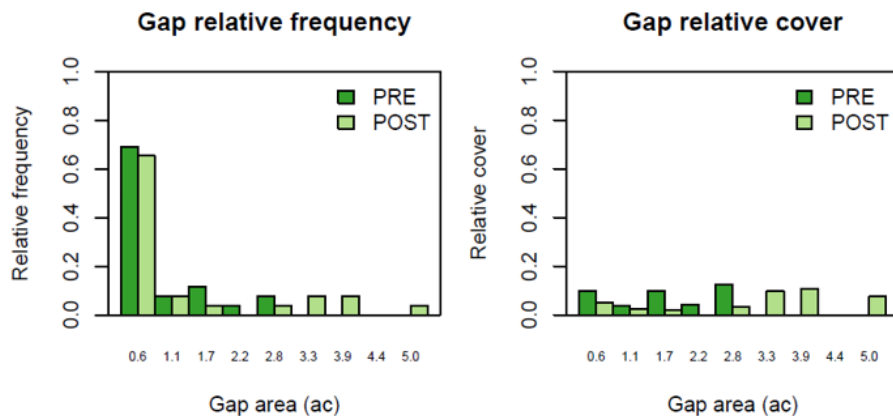 Gap relative frequency
Relative frequency
0.0 0.2 0.4 0.6 0.8 1.0
PRE
POST
0.6 1.1 1.7 2.2 2.8 3.3 3.9 4.4 5.0
Gap area (ac)
Gap relative cover
Relative cover
0.0 0.2 0.4 0.6 0.8 1.0
PRE
POST
0.6 1.1 1.7 2.2 2.8 3.3 3.9 4.4 5.0
Gap area (ac)